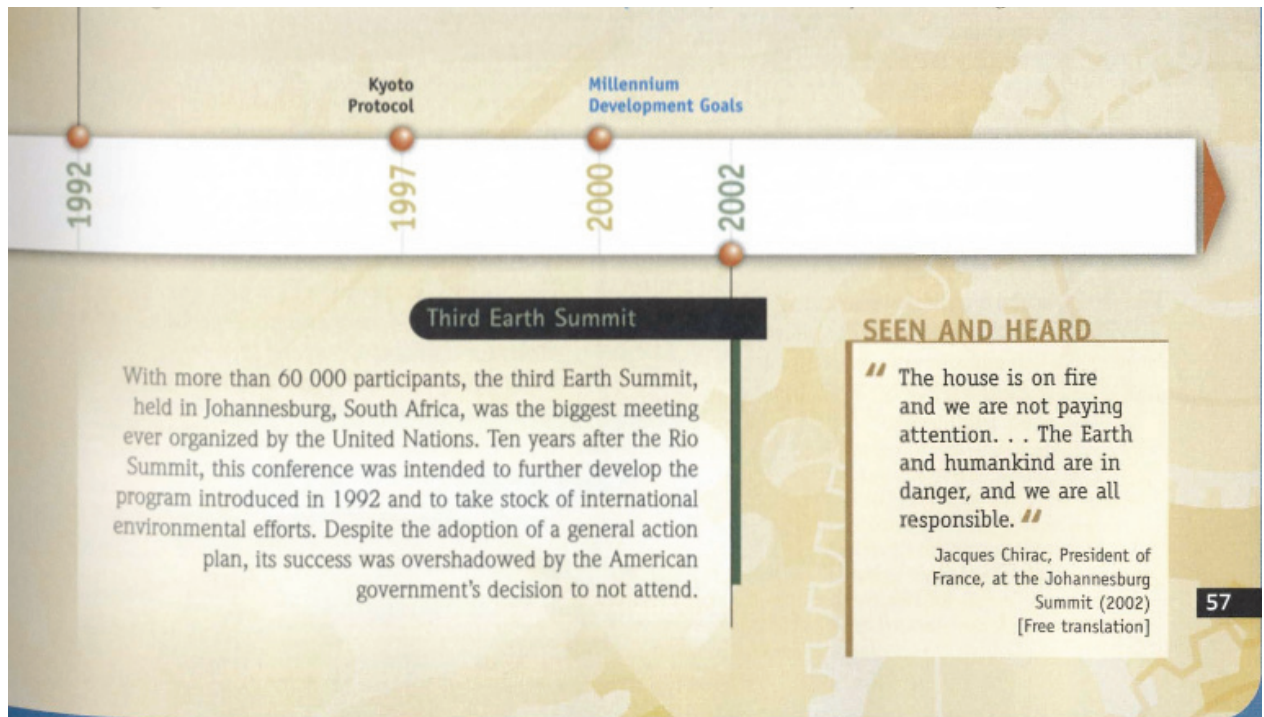 Kyoto
Protocol
Millennium
Development Goals
1992
1997
2000
2002
Third Earth Summit
With more than 60 000 participants, the third Earth Summit,
held in Johannesburg, South Africa, was the biggest meeting
ever organized by the United Nations. Ten years after the Rio
Summit, this conference was intended to further develop the
program introduced in 1992 and to take stock of international
environmental efforts. Despite the adoption of a general action
plan, its success was overshadowed by the American
government's decision to not attend.
SEEN AND HEARD
" The house is on fire
and we are not paying
attention. . . The Earth
and humankind are in
danger, and we are all
responsible. "
Jacques Chirac, President of
France, at the Johannesburg
Summit (2002)
[Free translation]
57